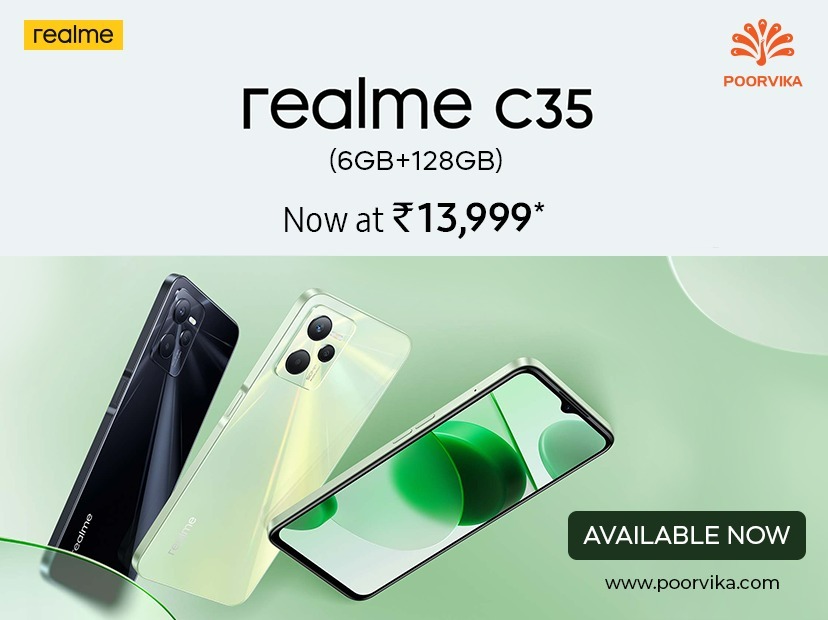 realme
POORVIKA
realme C35
(6GB+128GB)
Now at ₹13,999*
realme
realme
AVAILABLE NOW
www.poorvika.com